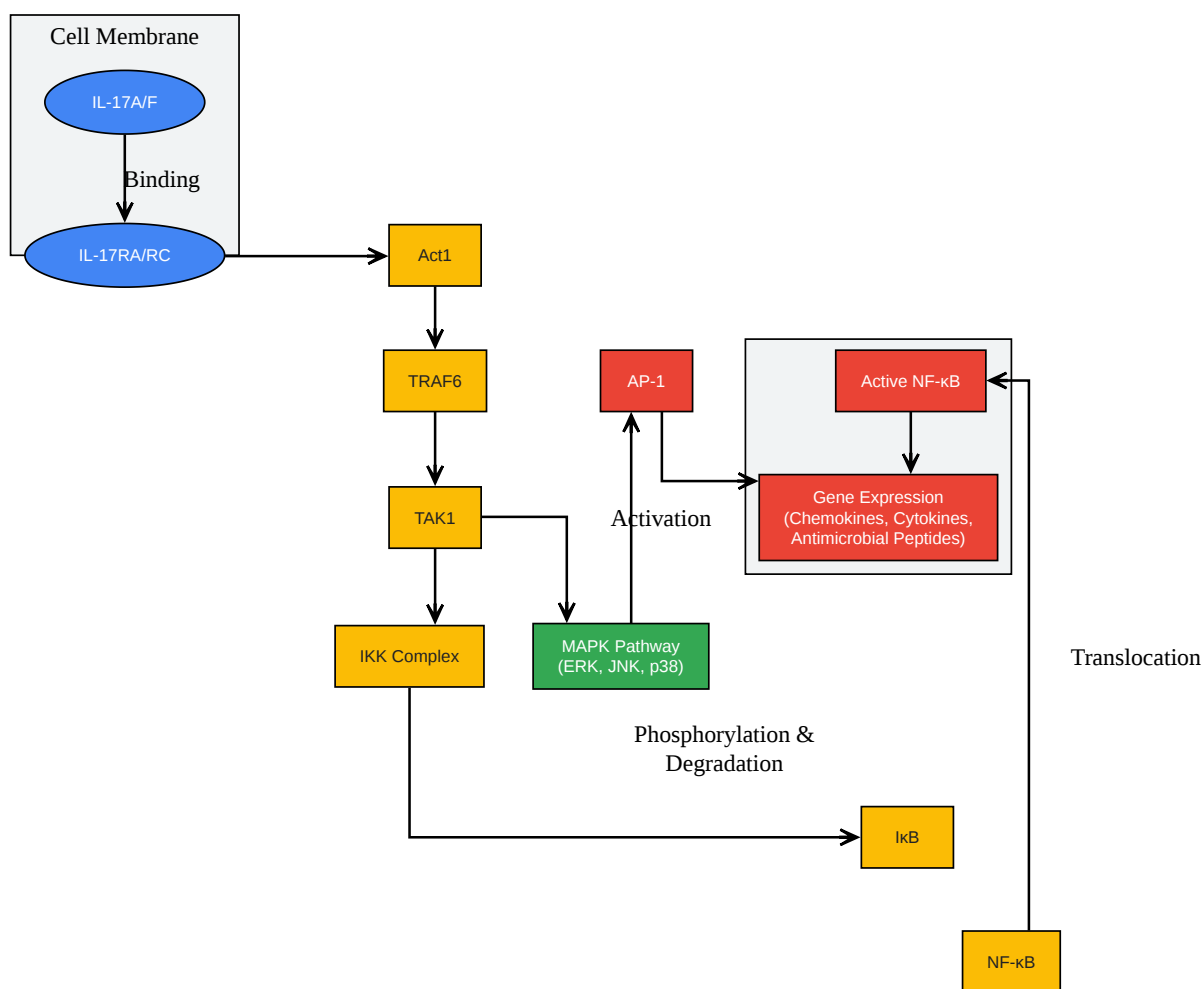 Cell Membrane
IL-17A/F
Binding
IL-17RA/RC
Act1
TRAF6
AP-1
Active NF-κB
TAK1
Activation
Gene Expression
(Chemokines, Cytokines,
Antimicrobial Peptides)
IKK Complex
MAPK Pathway
(ERK, JNK, p38)
Translocation
Phosphorylation &
Degradation
IκB
NF-κB